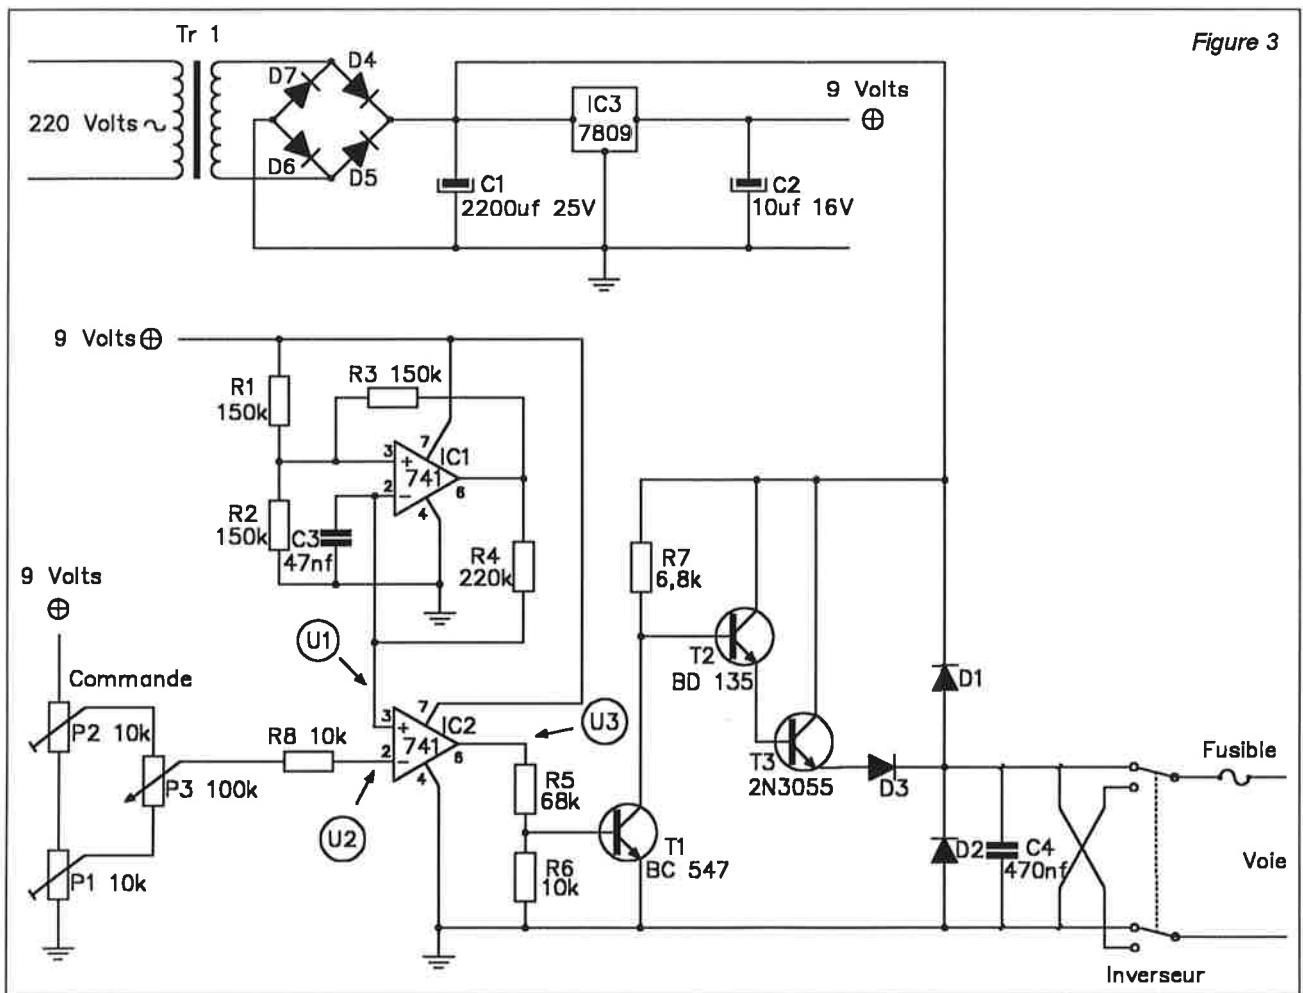 Figure 3
Tr 1
220 Volts ~
D7
D4
D6
D5
C1
2200uf 25V
IC3
7809
9 Volts
C2
10uf 16V
9 Volts
R1
150k
R3 150k
R2
150k
3
2
7
4
6
+
−
741
IC1
C3
47nf
R4
220k
9 Volts
Commande
P2 10k
P3 100k
P1 10k
R8 10k
U1
U2
U3
3
2
7
4
6
+
−
741
IC2
R5
68k
R6
10k
R7
6,8k
T1
BC 547
T2
BD 135
T3
2N3055
D3
D1
D2
C4
470nf
Fusible
Voie
Inverseur